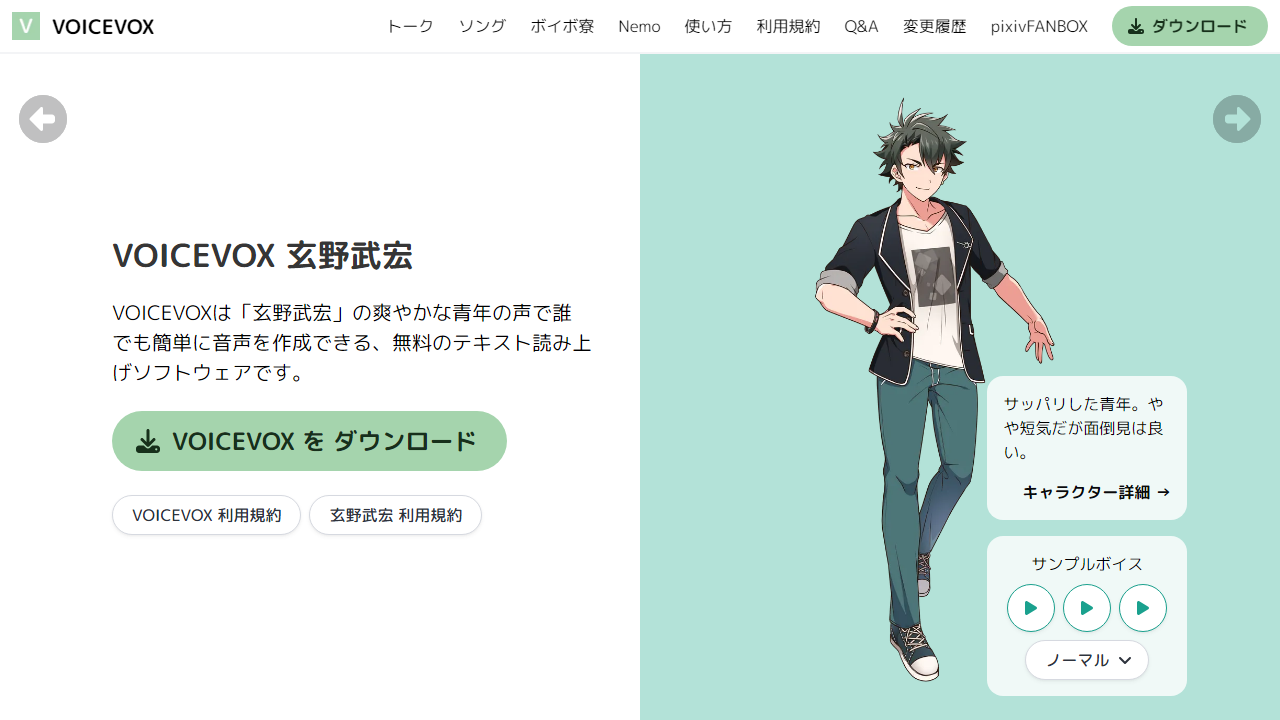 V VOICEVOX
トーク ソング ボイボ寮 Nemo 使い方 利用規約 Q&A 変更履歴 pixivFANBOX ダウンロード
VOICEVOX 玄野武宏
VOICEVOXは「玄野武宏」の爽やかな青年の声で誰
でも簡単に音声を作成できる、無料のテキスト読み上
げソフトウェアです。
VOICEVOX を ダウンロード
VOICEVOX 利用規約 玄野武宏 利用規約
サッパリした青年。や
や短気だが面倒見は良
い。
キャラクター詳細 →
サンプルボイス
ノーマル